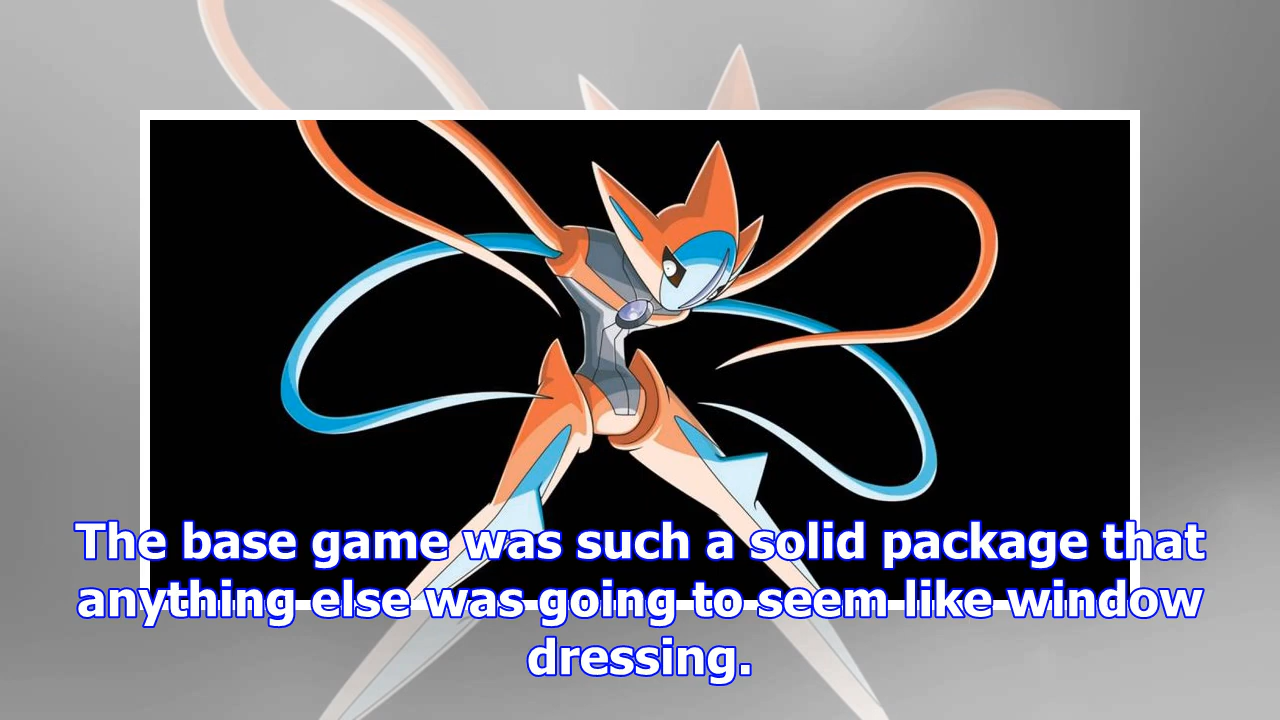 The base game was such a solid package that
anything else was going to seem like window
dressing.